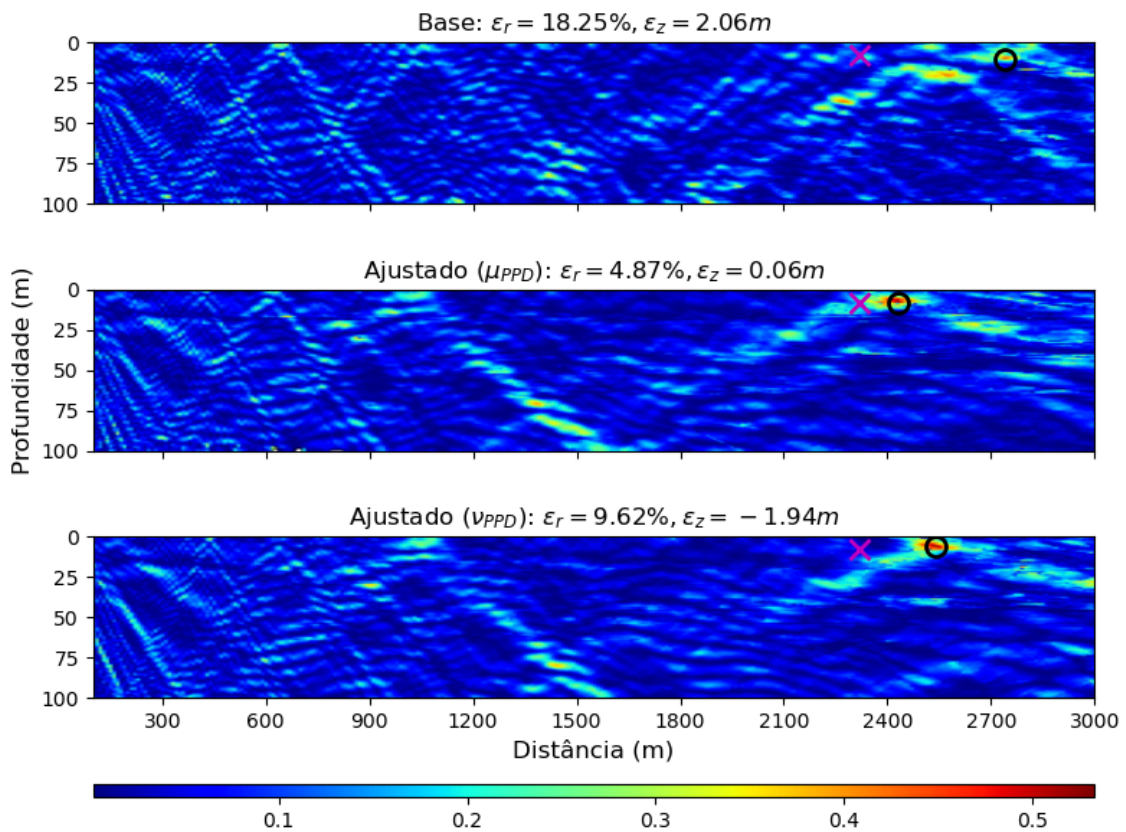 Base: εr = 18.25%, εz = 2.06m
0
25
50
75
100
Ajustado (μPPD): εr = 4.87%, εz = 0.06m
0
25
50
75
100
Profundidade (m)
Ajustado (νPPD): εr = 9.62%, εz = −1.94m
0
25
50
75
100
300 600 900 1200 1500 1800 2100 2400 2700 3000
Distância (m)
0.1 0.2 0.3 0.4 0.5